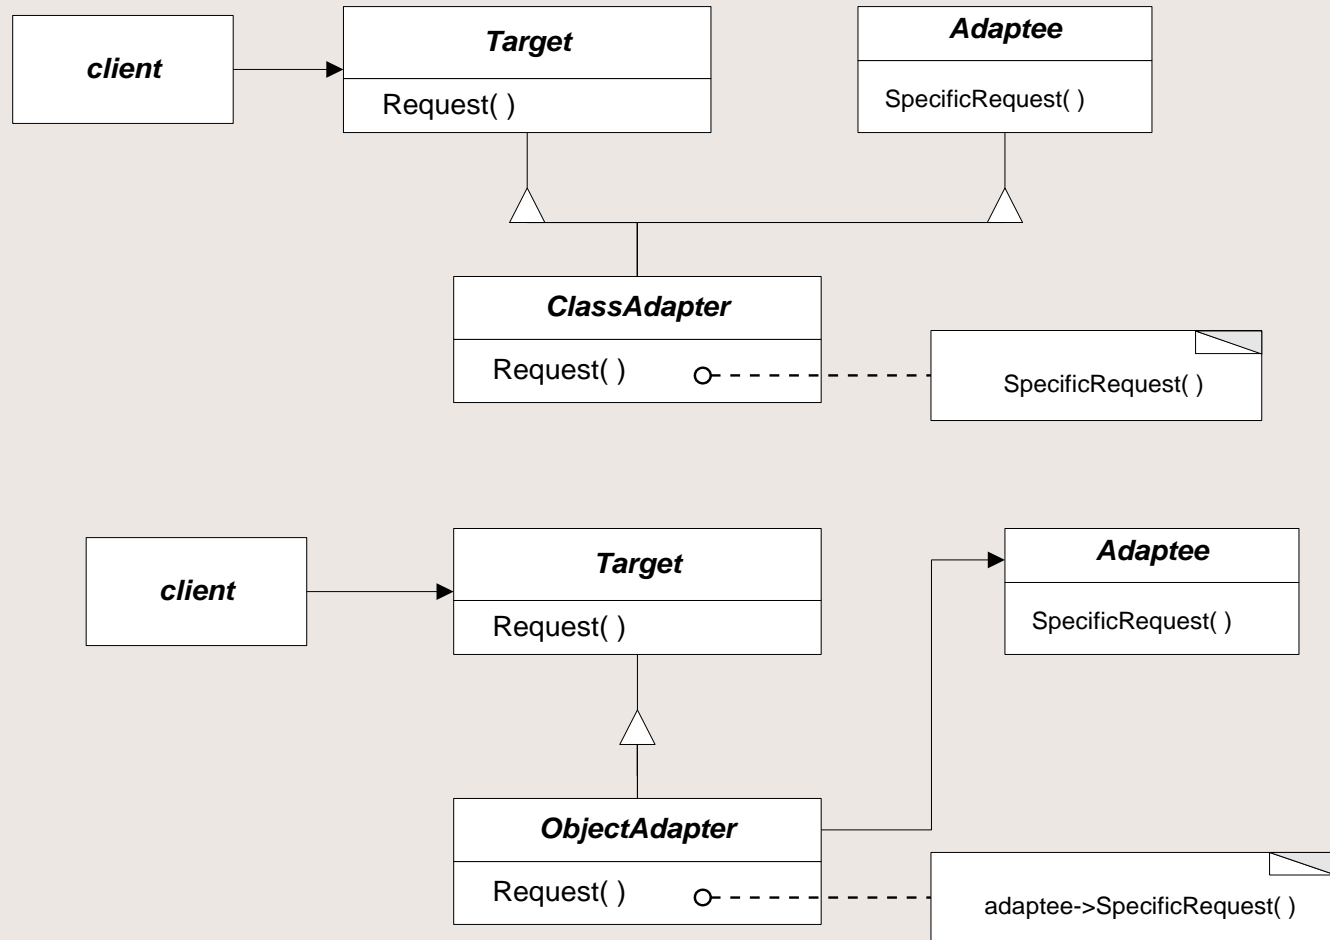 client
Target
Request( )
Adaptee
SpecificRequest( )
ClassAdapter
Request( )
SpecificRequest( )
client
Target
Request( )
Adaptee
SpecificRequest( )
ObjectAdapter
Request( )
adaptee->SpecificRequest( )